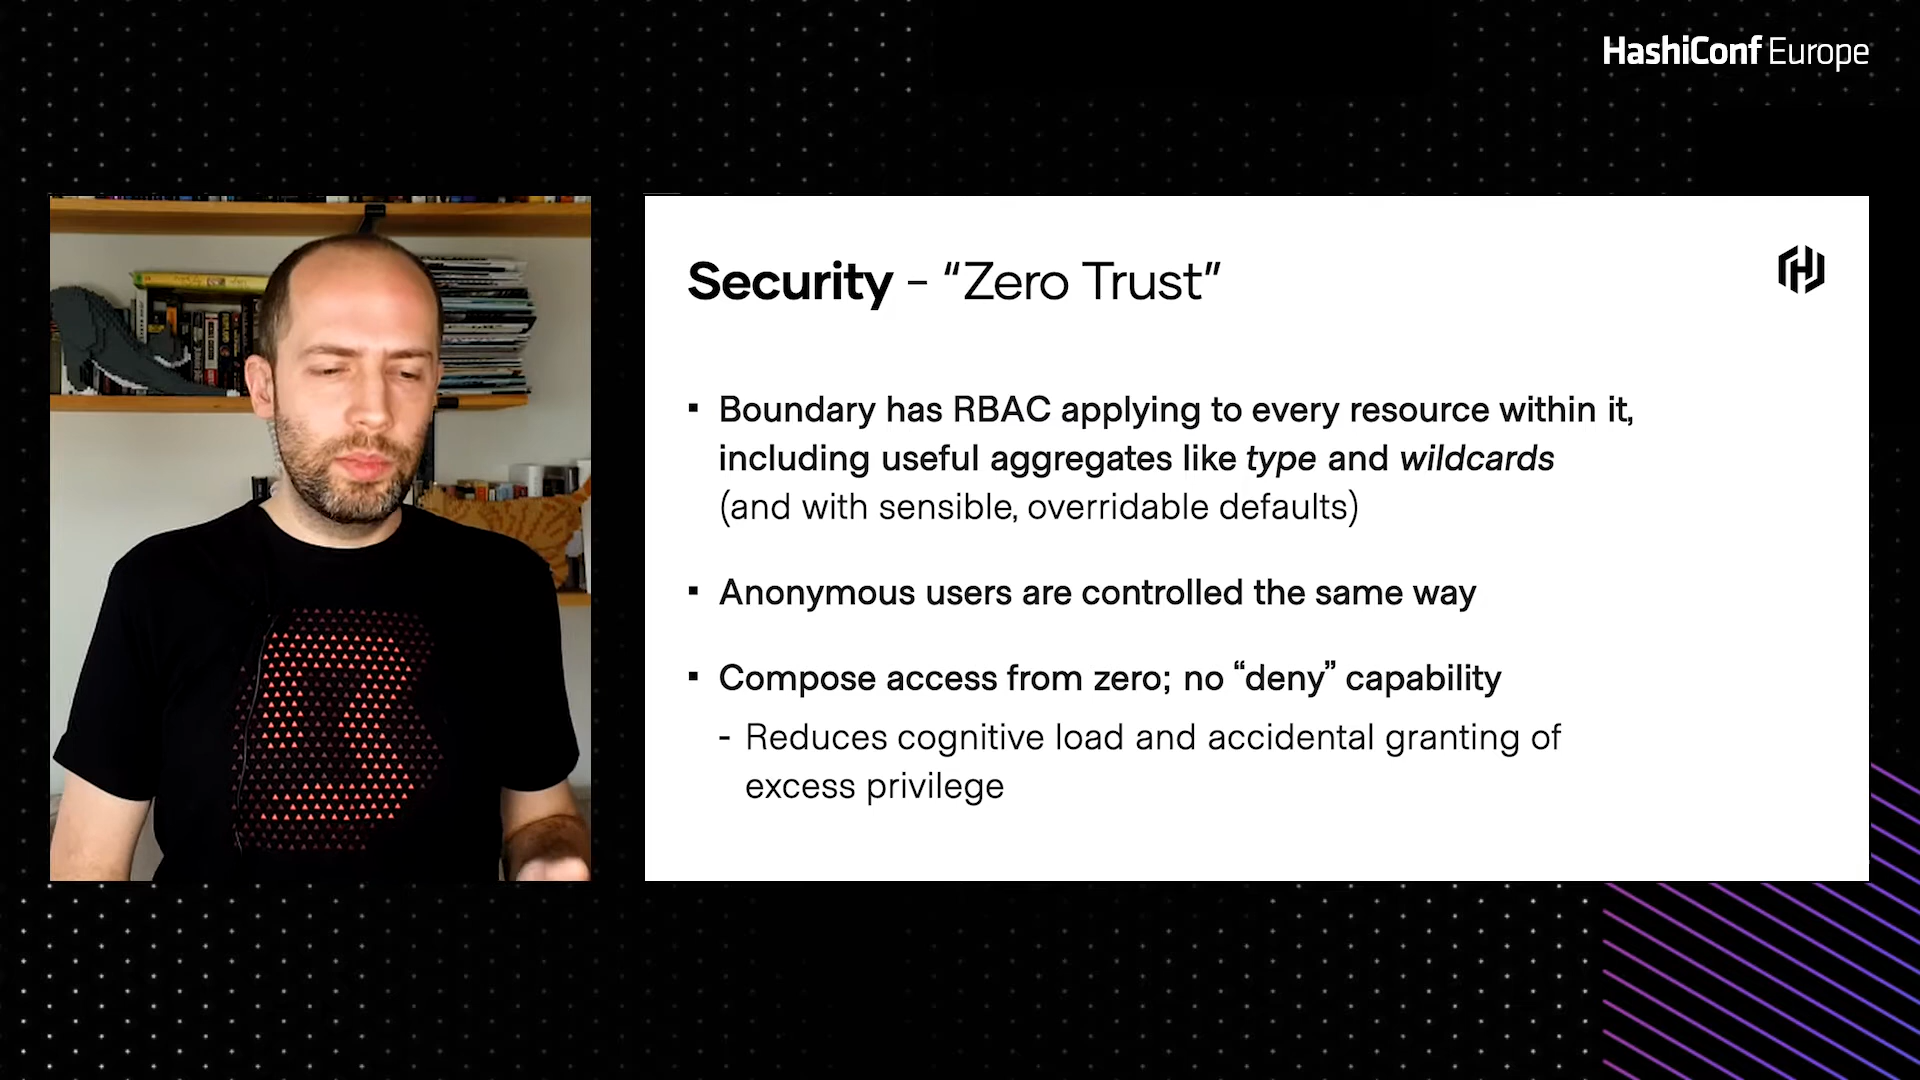 HashiConf Europe
Security – “Zero Trust”
▪ Boundary has RBAC applying to every resource within it,
including useful aggregates like type and wildcards
(and with sensible, overridable defaults)
▪ Anonymous users are controlled the same way
▪ Compose access from zero; no “deny” capability
- Reduces cognitive load and accidental granting of
excess privilege